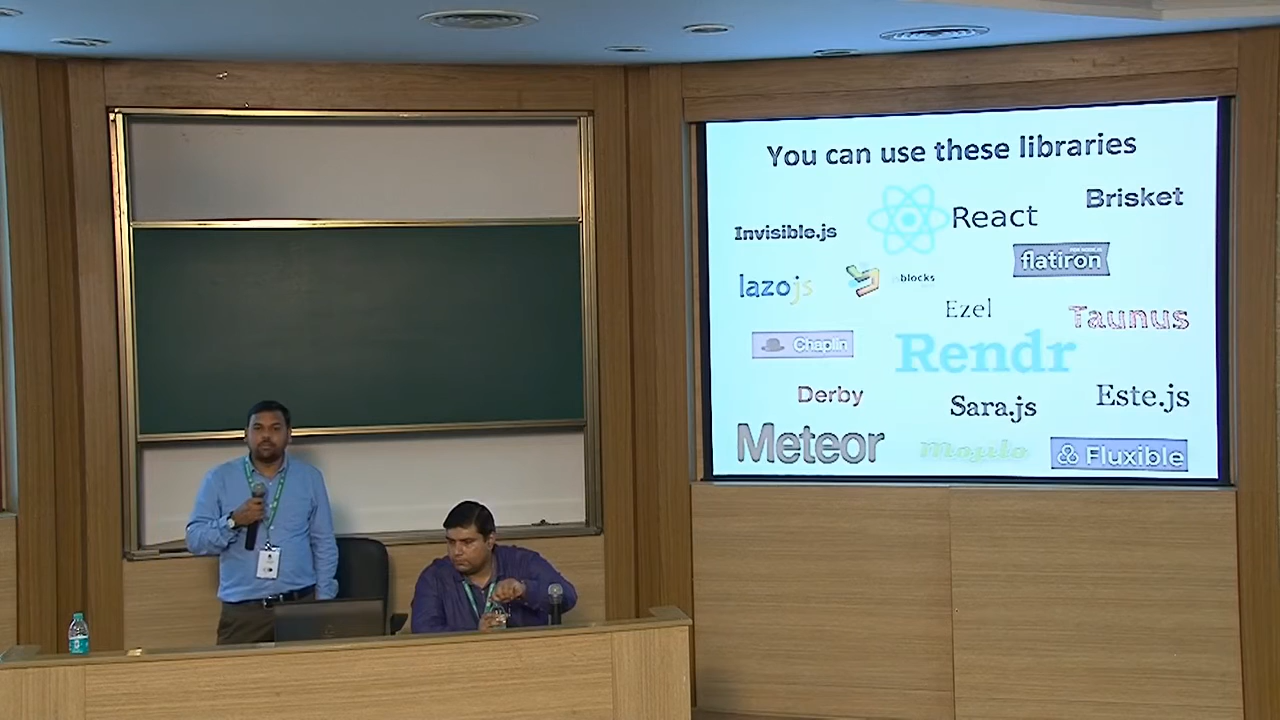 You can use these libraries
React
Brisket
Invisible.js
flatiron
lazojs
blocks
Ezel
Taunus
Chaplin
Rendr
Derby
Sara.js
Este.js
Meteor
Mojito
Fluxible